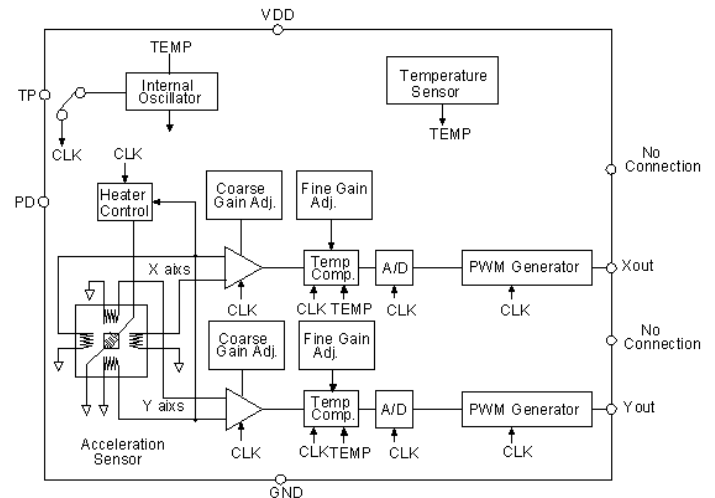 VDD
TEMP
Internal
Oscillator
TP
CLK
Temperature
Sensor
TEMP
No
Connection
CLK
PD
Heater
Control
Coarse
Gain Adj.
Fine Gain
Adj.
X aixs
Temp
Comp.
A/D
PWM Generator
Xout
CLK
CLK
TEMP
CLK
CLK
No
Connection
Coarse
Gain Adj.
Fine Gain
Adj.
Y aixs
Temp
Comp.
A/D
PWM Generator
Yout
CLK
CLK
TEMP
CLK
CLK
Acceleration
Sensor
GND